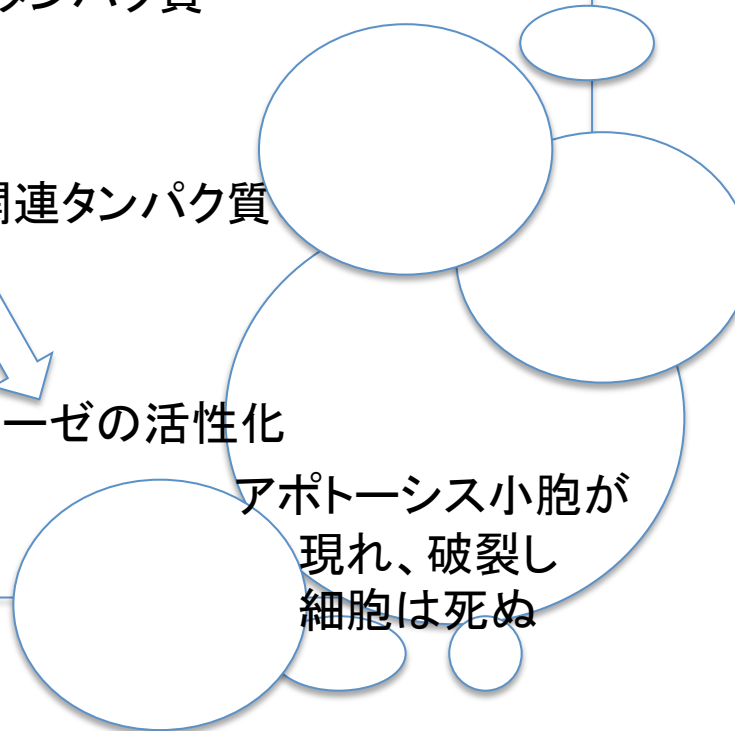 タンパク質
関連タンパク質
ーゼの活性化
アポトーシス小胞が
現れ、破裂し
細胞は死ぬ